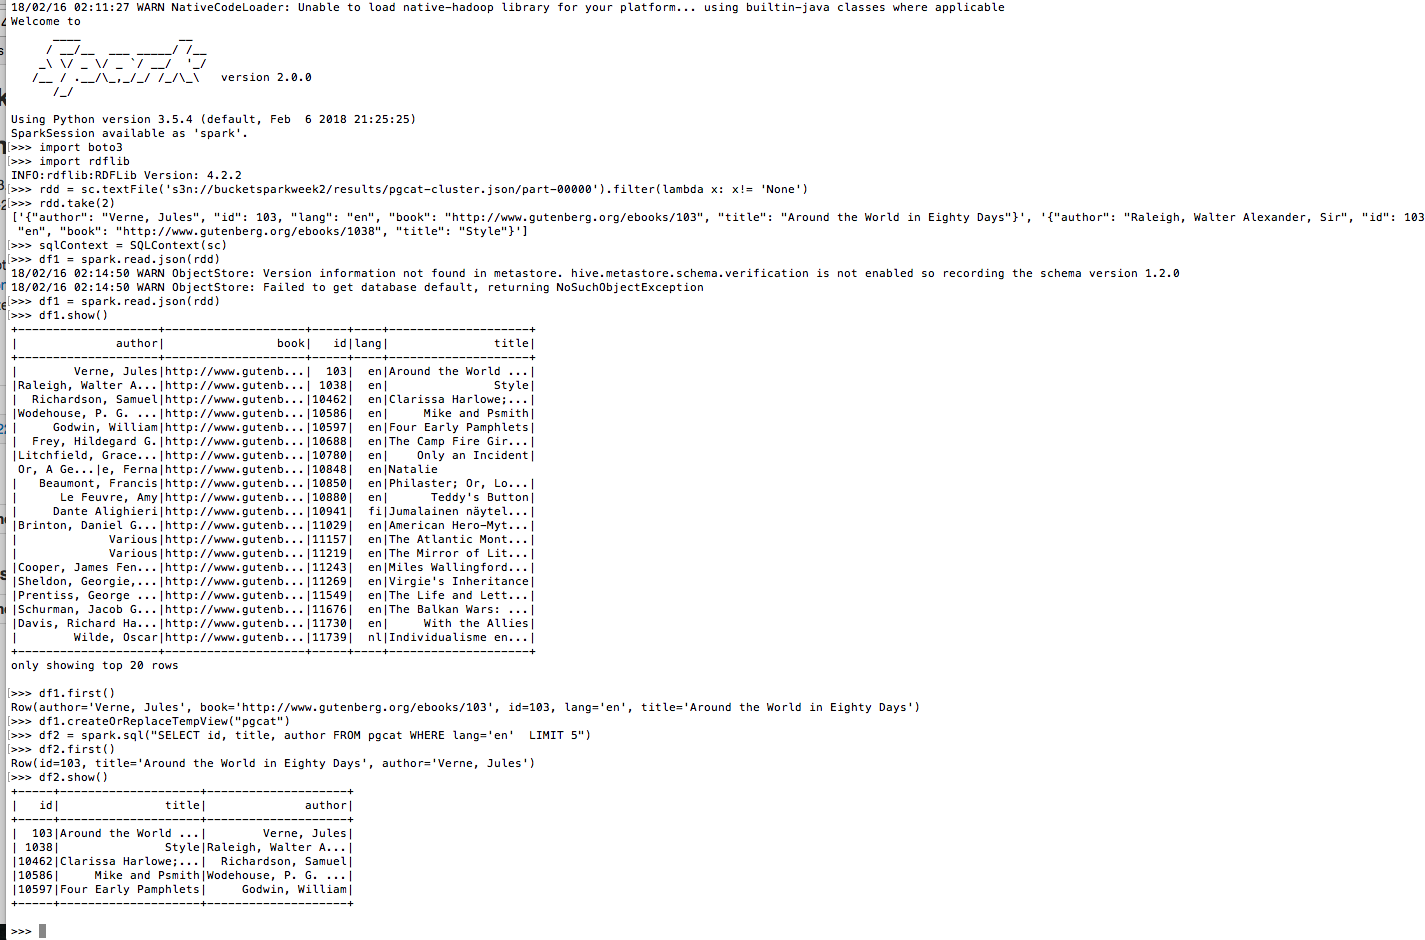 18/02/16 02:11:27 WARN NativeCodeLoader: Unable to load native-hadoop library for your platform... using builtin-java classes where applicable
Welcome to
      ____              __
     / __/__  ___ _____/ /__
    _\ \/ _ \/ _ `/ __/  '_/
   /__ / .__/\_,_/_/ /_/\_\   version 2.0.0
      /_/
Using Python version 3.5.4 (default, Feb  6 2018 21:25:25)
SparkSession available as 'spark'.
>>> import boto3
>>> import rdflib
INFO:rdflib:RDFLib Version: 4.2.2
>>> rdd = sc.textFile('s3n://bucketsparkweek2/results/pgcat-cluster.json/part-00000').filter(lambda x: x!= 'None')
>>> rdd.take(2)
['{"author": "Verne, Jules", "id": 103, "lang": "en", "book": "http://www.gutenberg.org/ebooks/103", "title": "Around the World in Eighty Days"}', '{"author": "Raleigh, Walter Alexander, Sir", "id": 103
 "en", "book": "http://www.gutenberg.org/ebooks/1038", "title": "Style"}']
>>> sqlContext = SQLContext(sc)
>>> df1 = spark.read.json(rdd)
18/02/16 02:14:50 WARN ObjectStore: Version information not found in metastore. hive.metastore.schema.verification is not enabled so recording the schema version 1.2.0
18/02/16 02:14:50 WARN ObjectStore: Failed to get database default, returning NoSuchObjectException
>>> df1 = spark.read.json(rdd)
>>> df1.show()
+--------------------+--------------------+-----+----+--------------------+
|              author|                book|   id|lang|               title|
+--------------------+--------------------+-----+----+--------------------+
|        Verne, Jules|http://www.gutenb...|  103|  en|Around the World ...|
|Raleigh, Walter A...|http://www.gutenb...| 1038|  en|               Style|
|  Richardson, Samuel|http://www.gutenb...|10462|  en|Clarissa Harlowe;...|
|Wodehouse, P. G. ...|http://www.gutenb...|10586|  en|     Mike and Psmith|
|     Godwin, William|http://www.gutenb...|10597|  en|Four Early Pamphlets|
|  Frey, Hildegard G.|http://www.gutenb...|10688|  en|The Camp Fire Gir...|
|Litchfield, Grace...|http://www.gutenb...|10780|  en|    Only an Incident|
 Or, A Ge...|e, Ferna|http://www.gutenb...|10848|  en|Natalie
|   Beaumont, Francis|http://www.gutenb...|10850|  en|Philaster; Or, Lo...|
|      Le Feuvre, Amy|http://www.gutenb...|10880|  en|      Teddy's Button|
|     Dante Alighieri|http://www.gutenb...|10941|  fi|Jumalainen näytel...|
|Brinton, Daniel G...|http://www.gutenb...|11029|  en|American Hero-Myt...|
|             Various|http://www.gutenb...|11157|  en|The Atlantic Mont...|
|             Various|http://www.gutenb...|11219|  en|The Mirror of Lit...|
|Cooper, James Fen...|http://www.gutenb...|11243|  en|Miles Wallingford...|
|Sheldon, Georgie,...|http://www.gutenb...|11269|  en|Virgie's Inheritance|
|Prentiss, George ...|http://www.gutenb...|11549|  en|The Life and Lett...|
|Schurman, Jacob G...|http://www.gutenb...|11676|  en|The Balkan Wars: ...|
|Davis, Richard Ha...|http://www.gutenb...|11730|  en|     With the Allies|
|        Wilde, Oscar|http://www.gutenb...|11739|  nl|Individualisme en...|
+--------------------+--------------------+-----+----+--------------------+
only showing top 20 rows
>>> df1.first()
Row(author='Verne, Jules', book='http://www.gutenberg.org/ebooks/103', id=103, lang='en', title='Around the World in Eighty Days')
>>> df1.createOrReplaceTempView("pgcat")
>>> df2 = spark.sql("SELECT id, title, author FROM pgcat WHERE lang='en'  LIMIT 5")
>>> df2.first()
Row(id=103, title='Around the World in Eighty Days', author='Verne, Jules')
>>> df2.show()
+-----+--------------------+--------------------+
|   id|               title|              author|
+-----+--------------------+--------------------+
|  103|Around the World ...|        Verne, Jules|
| 1038|               Style|Raleigh, Walter A...|
|10462|Clarissa Harlowe;...|  Richardson, Samuel|
|10586|     Mike and Psmith|Wodehouse, P. G. ...|
|10597|Four Early Pamphlets|     Godwin, William|
+-----+--------------------+--------------------+
>>>